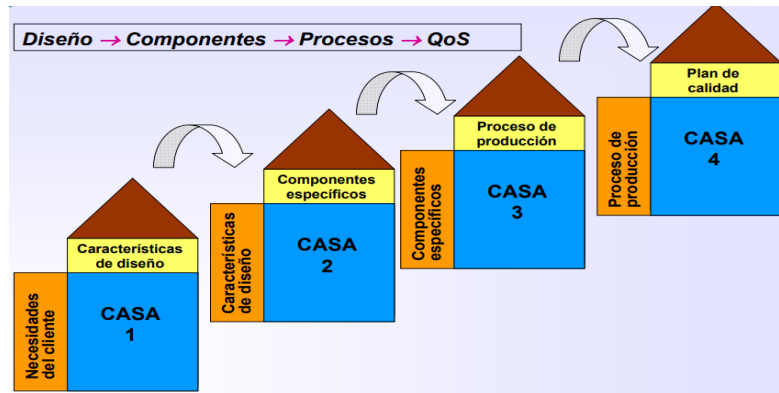 Diseño → Componentes → Procesos → QoS
Necesidades
del cliente
Características
de diseño
CASA
1
Características
de diseño
Componentes
específicos
CASA
2
Componentes
específicos
Proceso de
producción
CASA
3
Proceso de
producción
Plan de
calidad
CASA
4